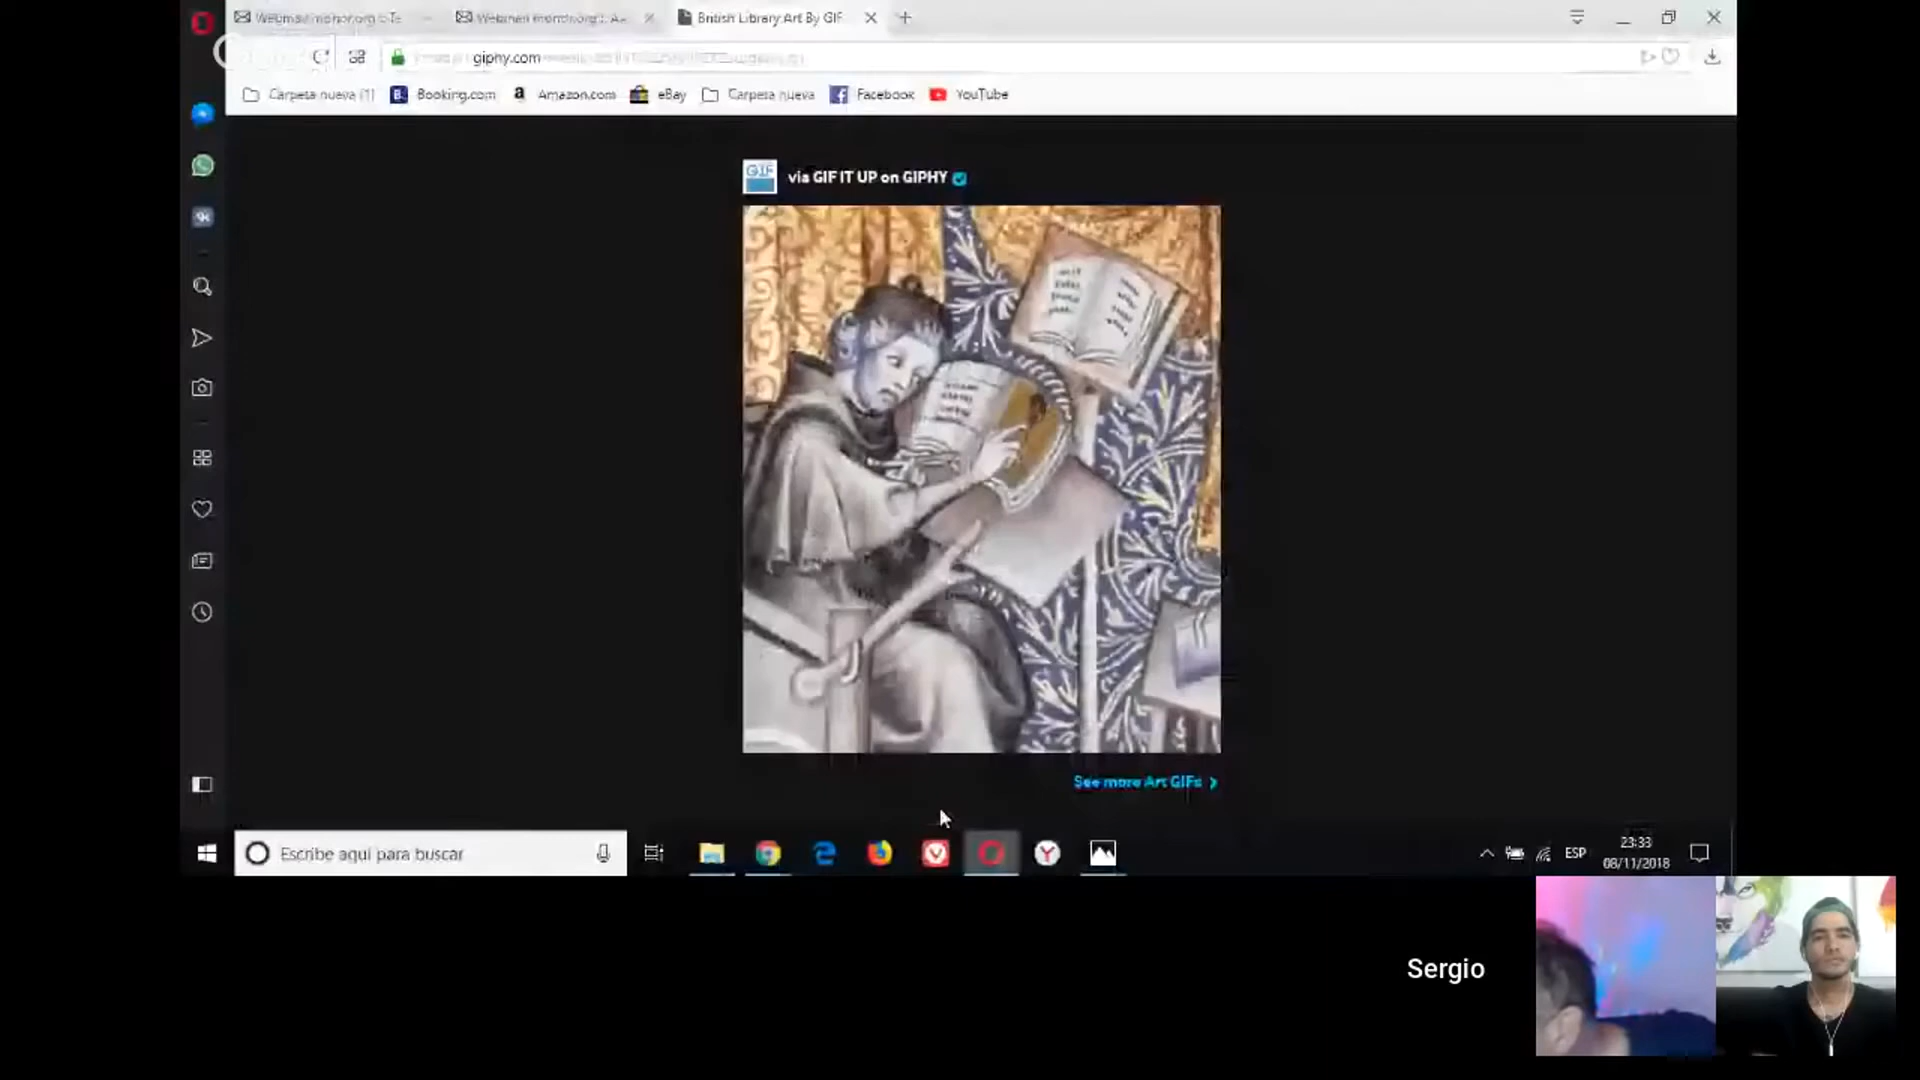 British Library Art By GIF
giphy.com
Carpeta nueva (1) Booking.com Amazon.com eBay Carpeta nueva Facebook YouTube
GIF via GIF IT UP on GIPHY
See more Art GIFs
Escribe aquí para buscar
ESP
23:33
08/11/2018
Sergio